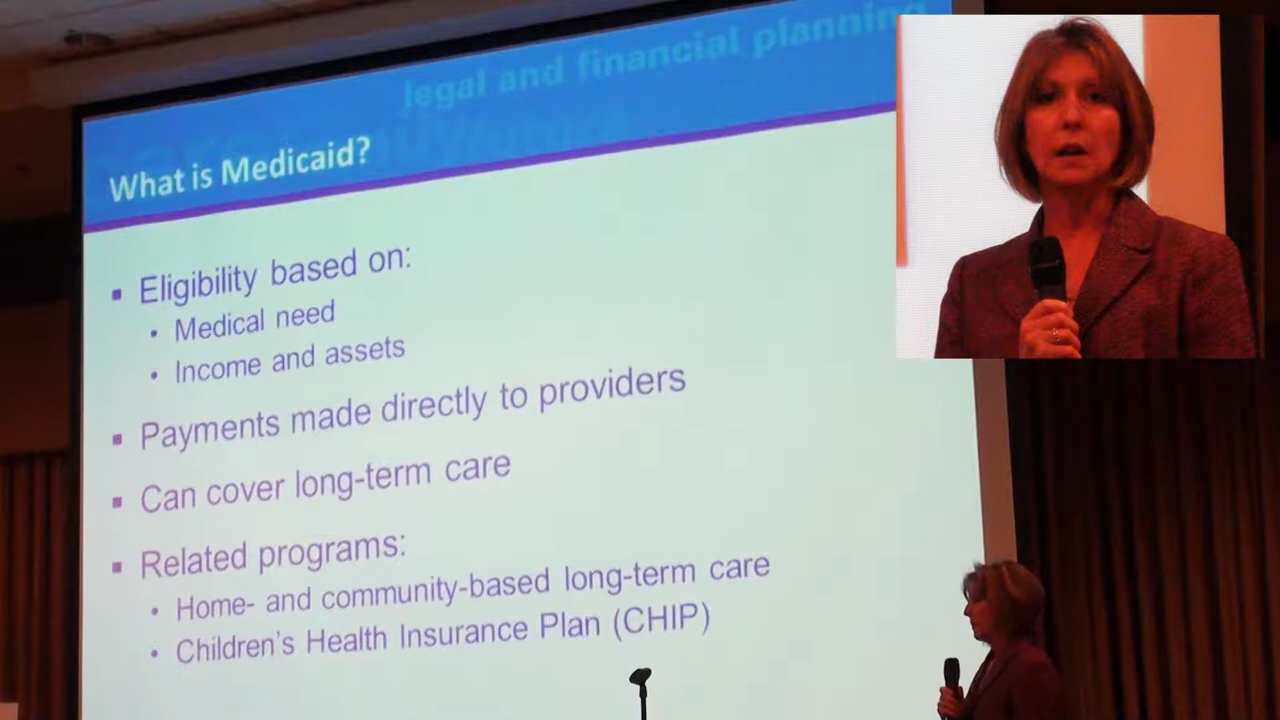 legal and financial planning
What is Medicaid?
▪ Eligibility based on:
• Medical need
• Income and assets
▪ Payments made directly to providers
▪ Can cover long-term care
▪ Related programs:
• Home- and community-based long-term care
• Children's Health Insurance Plan (CHIP)